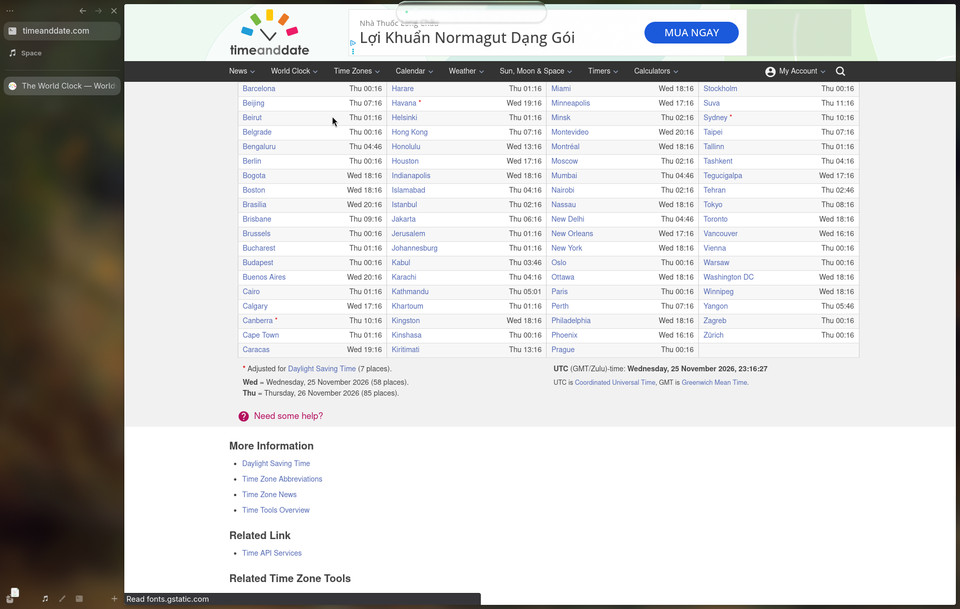 timeanddate.com
Space
The World Clock — World
timeanddate
Nhà Thuốc Long Châu
Lợi Khuẩn Normagut Dạng Gói
MUA NGAY
News World Clock Time Zones Calendar Weather Sun, Moon & Space Timers Calculators My Account
Barcelona Thu 00:16 Harare Thu 01:16 Miami Wed 18:16 Stockholm Thu 00:16
Beijing Thu 07:16 Havana * Wed 19:16 Minneapolis Wed 17:16 Suva Thu 11:16
Beirut Thu 01:16 Helsinki Thu 01:16 Minsk Thu 02:16 Sydney * Thu 10:16
Belgrade Thu 00:16 Hong Kong Thu 07:16 Montevideo Wed 20:16 Taipei Thu 07:16
Bengaluru Thu 04:46 Honolulu Wed 13:16 Montréal Wed 18:16 Tallinn Thu 01:16
Berlin Thu 00:16 Houston Wed 17:16 Moscow Thu 02:16 Tashkent Thu 04:16
Bogota Wed 18:16 Indianapolis Wed 18:16 Mumbai Thu 04:46 Tegucigalpa Wed 17:16
Boston Wed 18:16 Islamabad Thu 04:16 Nairobi Thu 02:16 Tehran Thu 02:46
Brasilia Wed 20:16 Istanbul Thu 02:16 Nassau Wed 18:16 Tokyo Thu 08:16
Brisbane Thu 09:16 Jakarta Thu 06:16 New Delhi Thu 04:46 Toronto Wed 18:16
Brussels Thu 00:16 Jerusalem Thu 01:16 New Orleans Wed 17:16 Vancouver Wed 16:16
Bucharest Thu 01:16 Johannesburg Thu 01:16 New York Wed 18:16 Vienna Thu 00:16
Budapest Thu 00:16 Kabul Thu 03:46 Oslo Thu 00:16 Warsaw Thu 00:16
Buenos Aires Wed 20:16 Karachi Thu 04:16 Ottawa Wed 18:16 Washington DC Wed 18:16
Cairo Thu 01:16 Kathmandu Thu 05:01 Paris Thu 00:16 Winnipeg Wed 18:16
Calgary Wed 17:16 Khartoum Thu 01:16 Perth Thu 07:16 Yangon Thu 05:46
Canberra * Thu 10:16 Kingston Wed 18:16 Philadelphia Wed 18:16 Zagreb Thu 00:16
Cape Town Thu 01:16 Kinshasa Thu 00:16 Phoenix Wed 16:16 Zürich Thu 00:16
Caracas Wed 19:16 Kiritimati Thu 13:16 Prague Thu 00:16
* Adjusted for Daylight Saving Time (7 places).
Wed = Wednesday, 25 November 2026 (58 places).
Thu = Thursday, 26 November 2026 (85 places).
UTC (GMT/Zulu)-time: Wednesday, 25 November 2026, 23:16:27
UTC is Coordinated Universal Time, GMT is Greenwich Mean Time.
Need some help?
More Information
Daylight Saving Time
Time Zone Abbreviations
Time Zone News
Time Tools Overview
Related Link
Time API Services
Related Time Zone Tools
Read fonts.gstatic.com